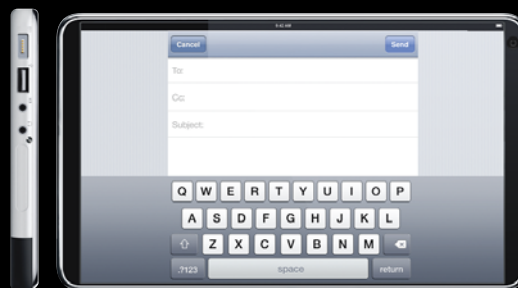 9:42 AM
Cancel
Send
To:
Cc:
Subject:
Q W E R T Y U I O P
A S D F G H J K L
Z X C V B N M
.?123
space
return